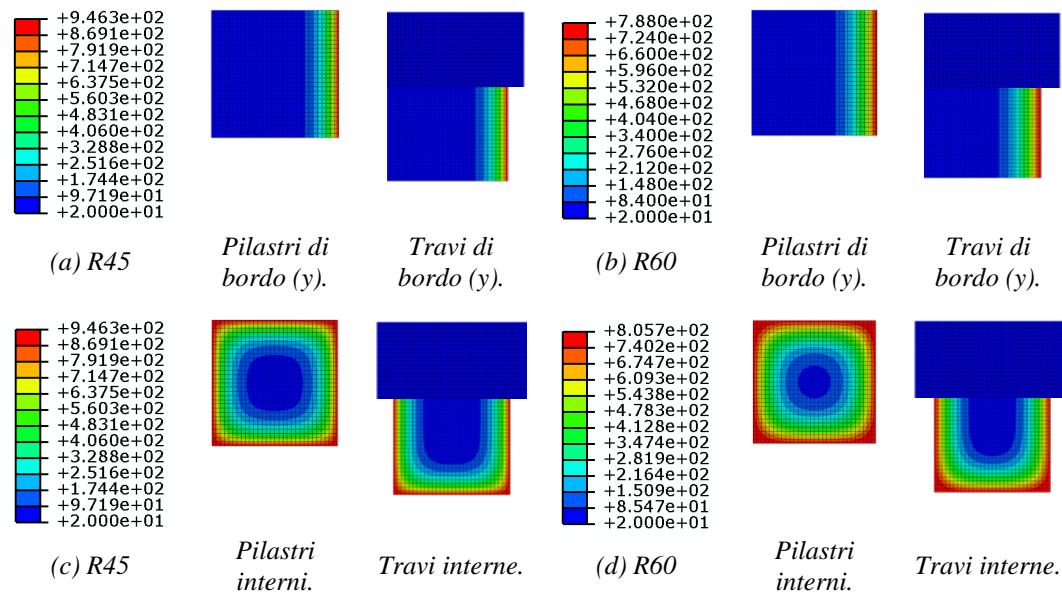 +9.463e+02
+8.691e+02
+7.919e+02
+7.147e+02
+6.375e+02
+5.603e+02
+4.831e+02
+4.060e+02
+3.288e+02
+2.516e+02
+1.744e+02
+9.719e+01
+2.000e+01
(a) R45
Pilastri di
bordo (y).
Travi di
bordo (y).
+7.880e+02
+7.240e+02
+6.600e+02
+5.960e+02
+5.320e+02
+4.680e+02
+4.040e+02
+3.400e+02
+2.760e+02
+2.120e+02
+1.480e+02
+8.400e+01
+2.000e+01
(b) R60
Pilastri di
bordo (y).
Travi di
bordo (y).
+9.463e+02
+8.691e+02
+7.919e+02
+7.147e+02
+6.375e+02
+5.603e+02
+4.831e+02
+4.060e+02
+3.288e+02
+2.516e+02
+1.744e+02
+9.719e+01
+2.000e+01
(c) R45
Pilastri
interni.
Travi interne.
+8.057e+02
+7.402e+02
+6.747e+02
+6.093e+02
+5.438e+02
+4.783e+02
+4.128e+02
+3.474e+02
+2.819e+02
+2.164e+02
+1.509e+02
+8.547e+01
+2.000e+01
(d) R60
Pilastri
interni.
Travi interne.